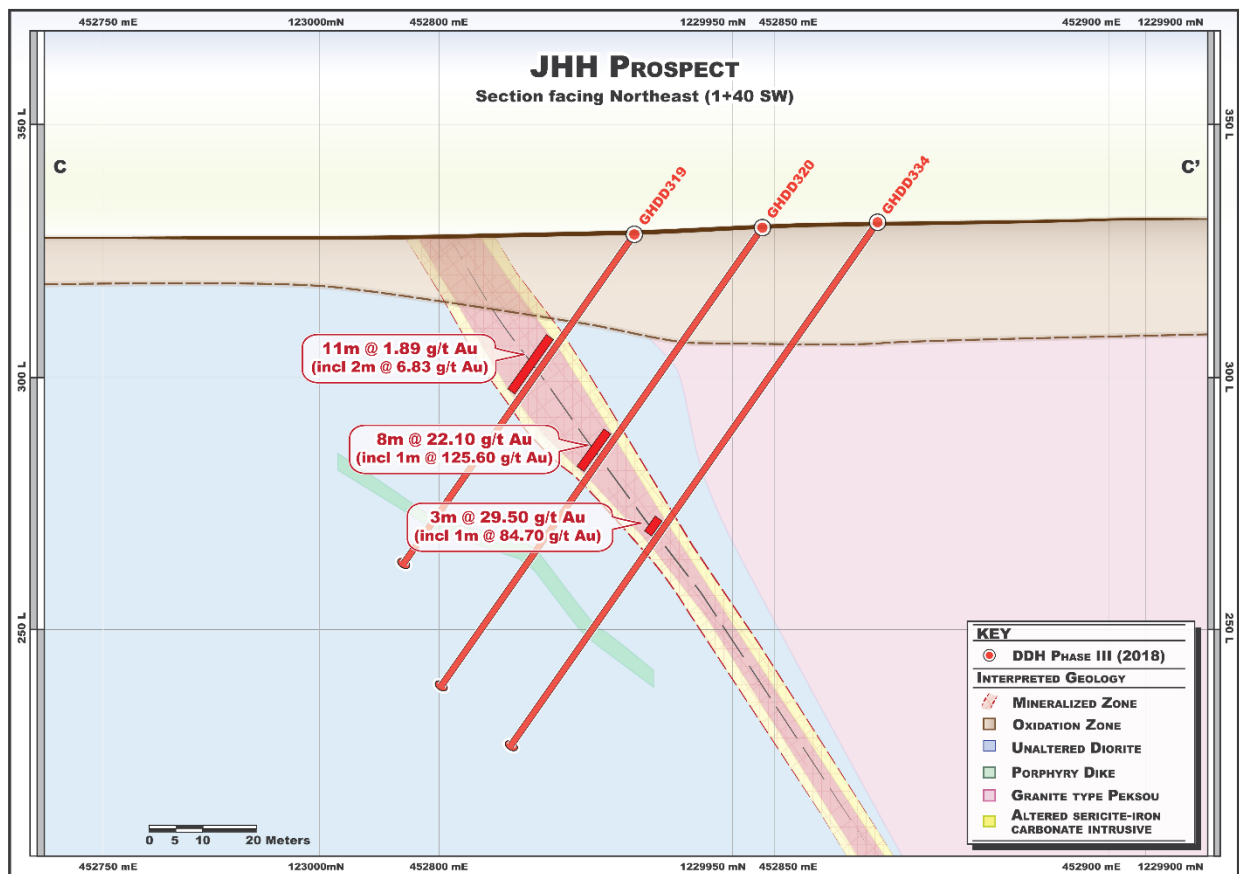 452750 mE 123000mN 452800 mE 1229950 mN 452850 mE 452900 mE 1229900 mN
JHH Prospect
Section facing Northeast (1+40 SW)
350 L
350 L
C
C'
GHDD319
GHDD320
GHDD334
11m @ 1.89 g/t Au
(incl 2m @ 6.83 g/t Au)
300 L
300 L
8m @ 22.10 g/t Au
(incl 1m @ 125.60 g/t Au)
3m @ 29.50 g/t Au
(incl 1m @ 84.70 g/t Au)
250 L
250 L
KEY
DDH Phase III (2018)
Interpreted Geology
Mineralized Zone
Oxidation Zone
Unaltered Diorite
Porphyry Dike
Granite type Peksou
Altered sericite-iron
carbonate intrusive
0 5 10 20 Meters
452750 mE 123000mN 452800 mE 1229950 mN 452850 mE 452900 mE 1229900 mN